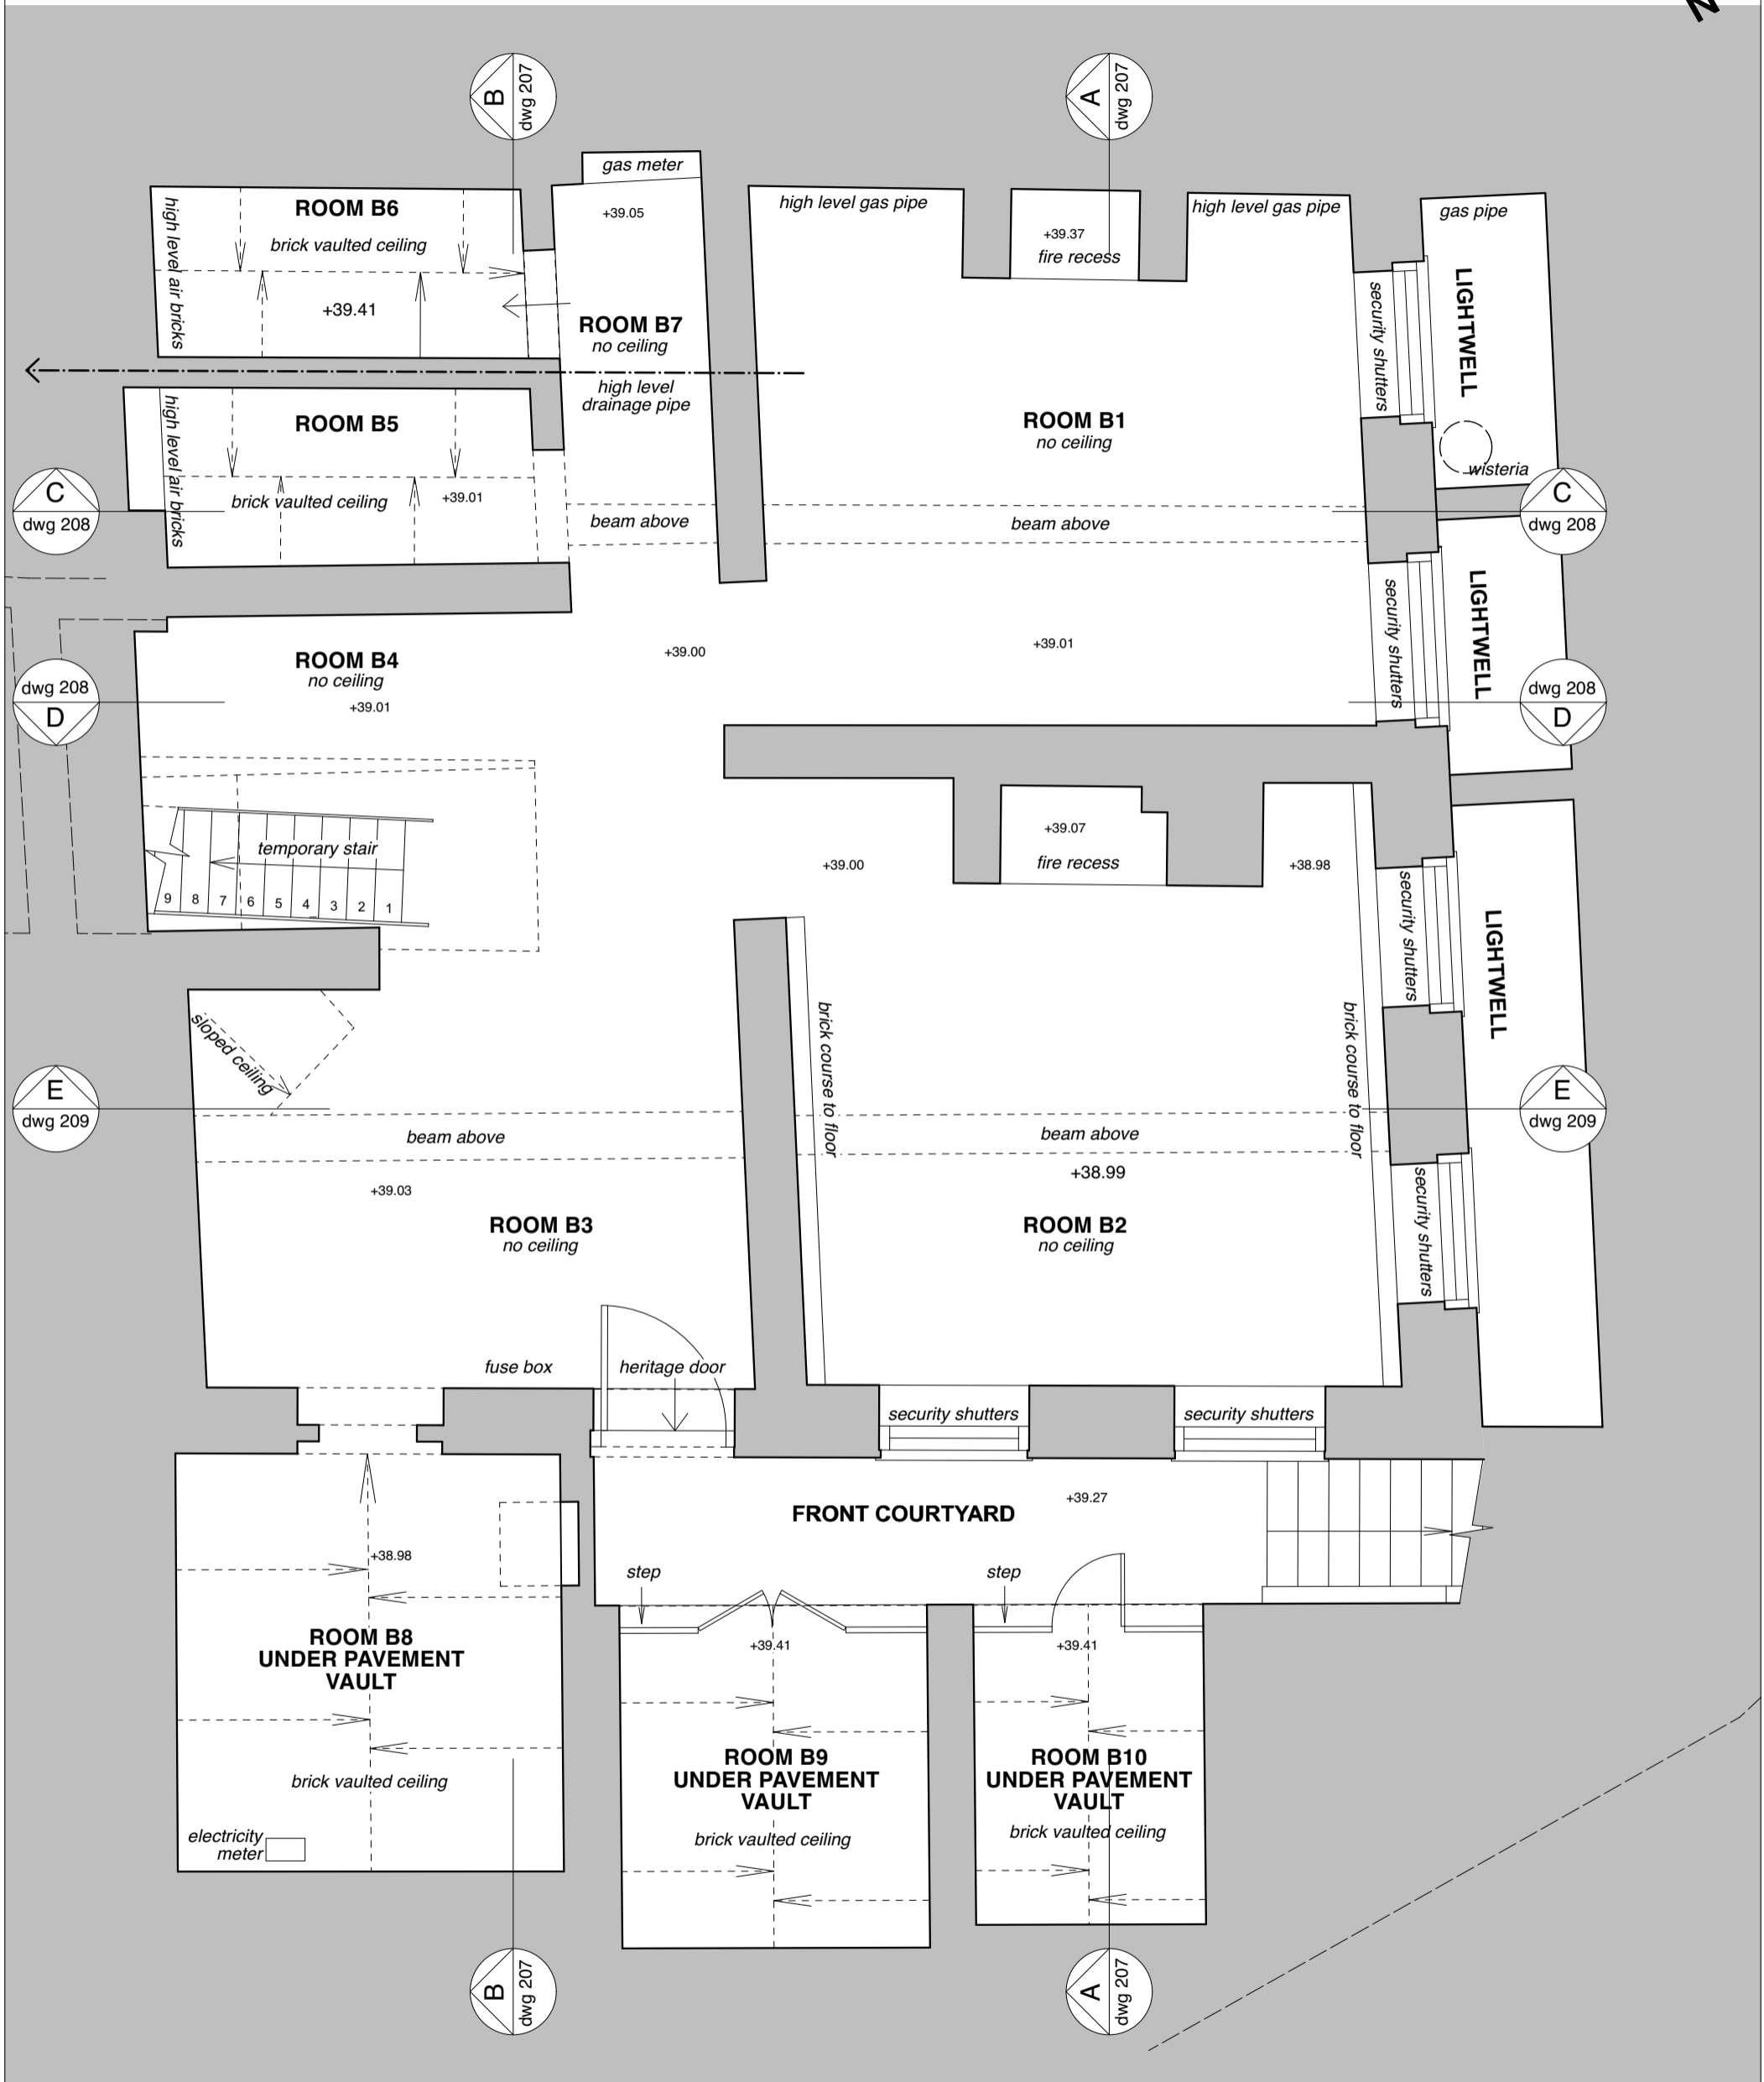 N
B
dwg 207
A
dwg 207
gas meter
+39.05
ROOM B6
brick vaulted ceiling
+39.41
high level air bricks
ROOM B7
no ceiling
high level
drainage pipe
high level gas pipe
+39.37
fire recess
high level gas pipe
gas pipe
security shutters
LIGHTWELL
wisteria
ROOM B1
no ceiling
ROOM B5
high level air bricks
brick vaulted ceiling
+39.01
C
dwg 208
beam above
beam above
C
dwg 208
ROOM B4
no ceiling
+39.01
+39.00
+39.01
security shutters
LIGHTWELL
dwg 208
D
dwg 208
D
temporary stair
9
8
7
6
5
4
3
2
1
+39.00
+39.07
fire recess
+38.98
security shutters
LIGHTWELL
sloped ceiling
brick course to floor
brick course to floor
E
dwg 209
beam above
beam above
E
dwg 209
+39.03
+38.99
ROOM B3
no ceiling
ROOM B2
no ceiling
security shutters
fuse box
heritage door
security shutters
security shutters
FRONT COURTYARD
+39.27
step
step
+38.98
ROOM B8
UNDER PAVEMENT
VAULT
brick vaulted ceiling
electricity
meter
+39.41
ROOM B9
UNDER PAVEMENT
VAULT
brick vaulted ceiling
+39.41
ROOM B10
UNDER PAVEMENT
VAULT
brick vaulted ceiling
B
dwg 207
A
dwg 207